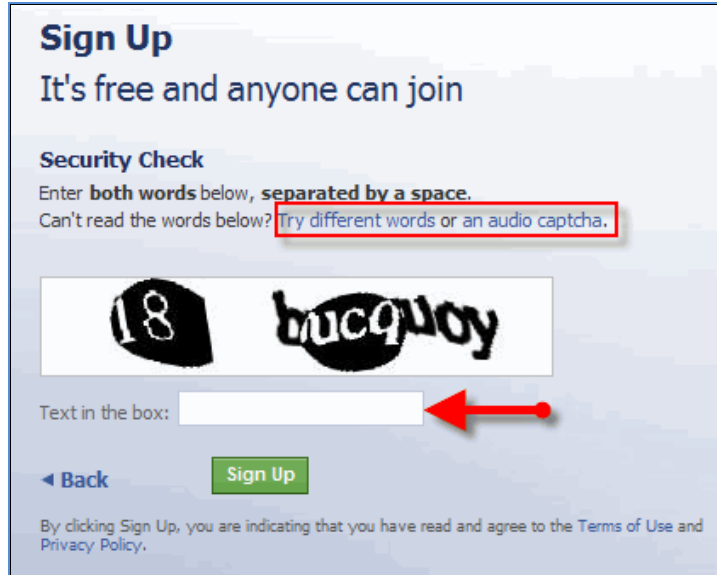 Sign Up
It's free and anyone can join
Security Check
Enter both words below, separated by a space.
Can't read the words below? Try different words or an audio captcha.
18 bucquoy
Text in the box:
◄ Back Sign Up
By clicking Sign Up, you are indicating that you have read and agree to the Terms of Use and
Privacy Policy.